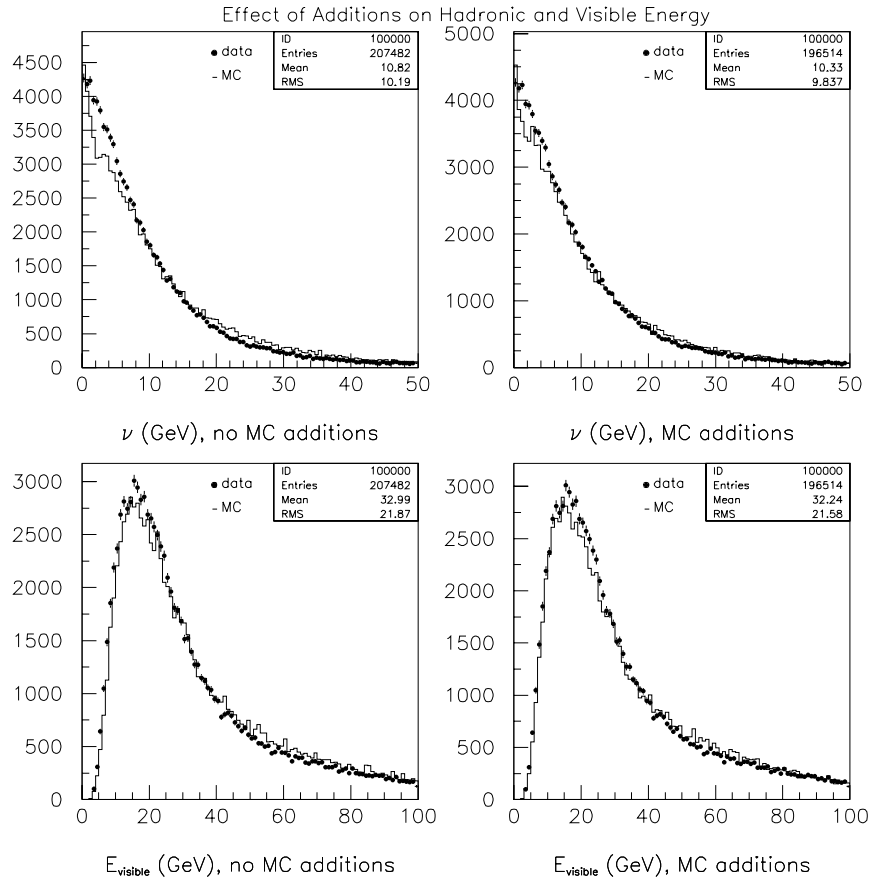 Effect of Additions on Hadronic and Visible Energy
data
MC
ID 100000
Entries 207482
Mean 10.82
RMS 10.19
4500
4000
3500
3000
2500
2000
1500
1000
500
0
0 10 20 30 40 50
ν (GeV), no MC additions
data
MC
ID 100000
Entries 196514
Mean 10.33
RMS 9.837
5000
4000
3000
2000
1000
0
0 10 20 30 40 50
ν (GeV), MC additions
data
MC
ID 100000
Entries 207482
Mean 32.99
RMS 21.87
3000
2500
2000
1500
1000
500
0
0 20 40 60 80 100
E visible (GeV), no MC additions
data
MC
ID 100000
Entries 196514
Mean 32.24
RMS 21.58
3000
2500
2000
1500
1000
500
0
0 20 40 60 80 100
E visible (GeV), MC additions